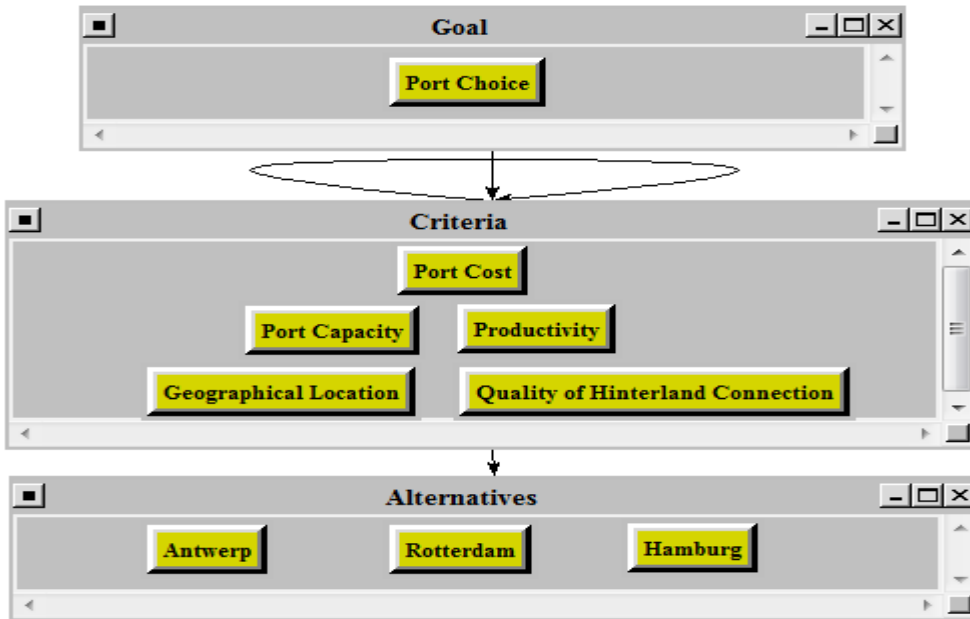 Goal
Port Choice
Criteria
Port Cost
Port Capacity
Productivity
Geographical Location
Quality of Hinterland Connection
Alternatives
Antwerp
Rotterdam
Hamburg